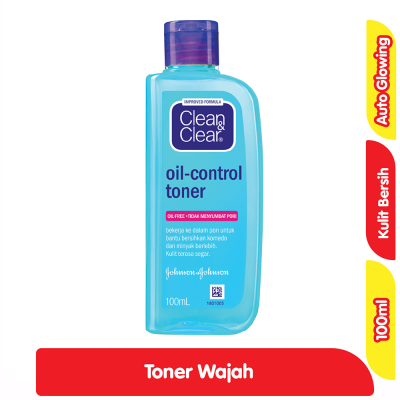 IMPROVED FORMULA
Clean &
Clear®
oil-control
toner
OIL FREE • TIDAK MENYUMBAT PORI
bekerja ke dalam pori untuk
bantu bersihkan komedo
dan minyak berlebih.
Kulit terasa segar.
Johnson & Johnson
100mL
Auto Glowing
Kulit Bersih
100ml
Toner Wajah